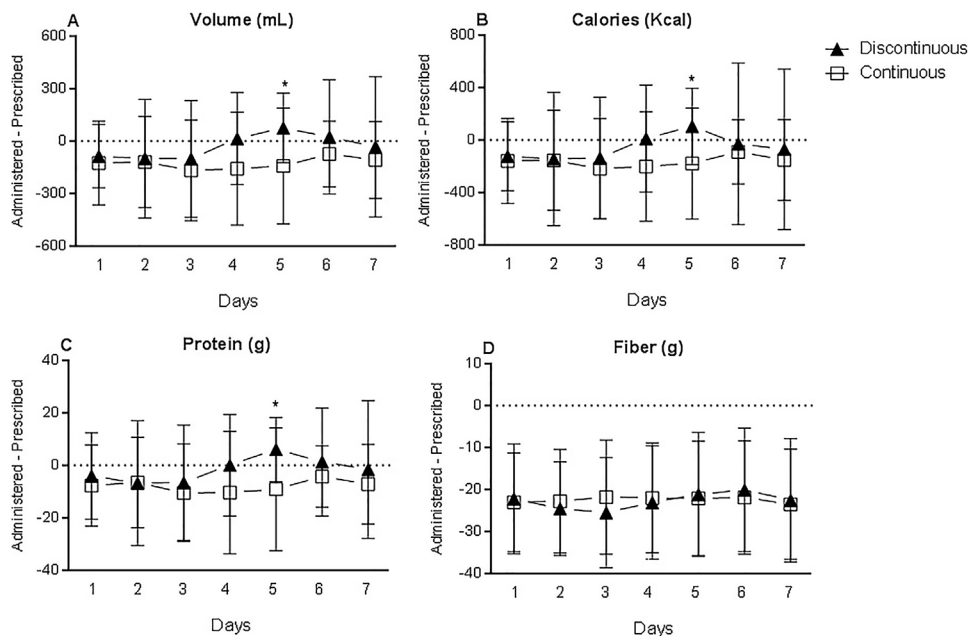 A Volume (mL)
600
300
0
-300
-600
Administered - Prescribed
*
1 2 3 4 5 6 7
Days
B Calories (Kcal)
800
400
0
-400
-800
Administered - Prescribed
*
1 2 3 4 5 6 7
Days
Discontinuous
Continuous
C Protein (g)
40
20
0
-20
-40
Administered - Prescribed
*
1 2 3 4 5 6 7
Days
D Fiber (g)
10
0
-10
-20
-30
-40
Administered - Prescribed
1 2 3 4 5 6 7
Days